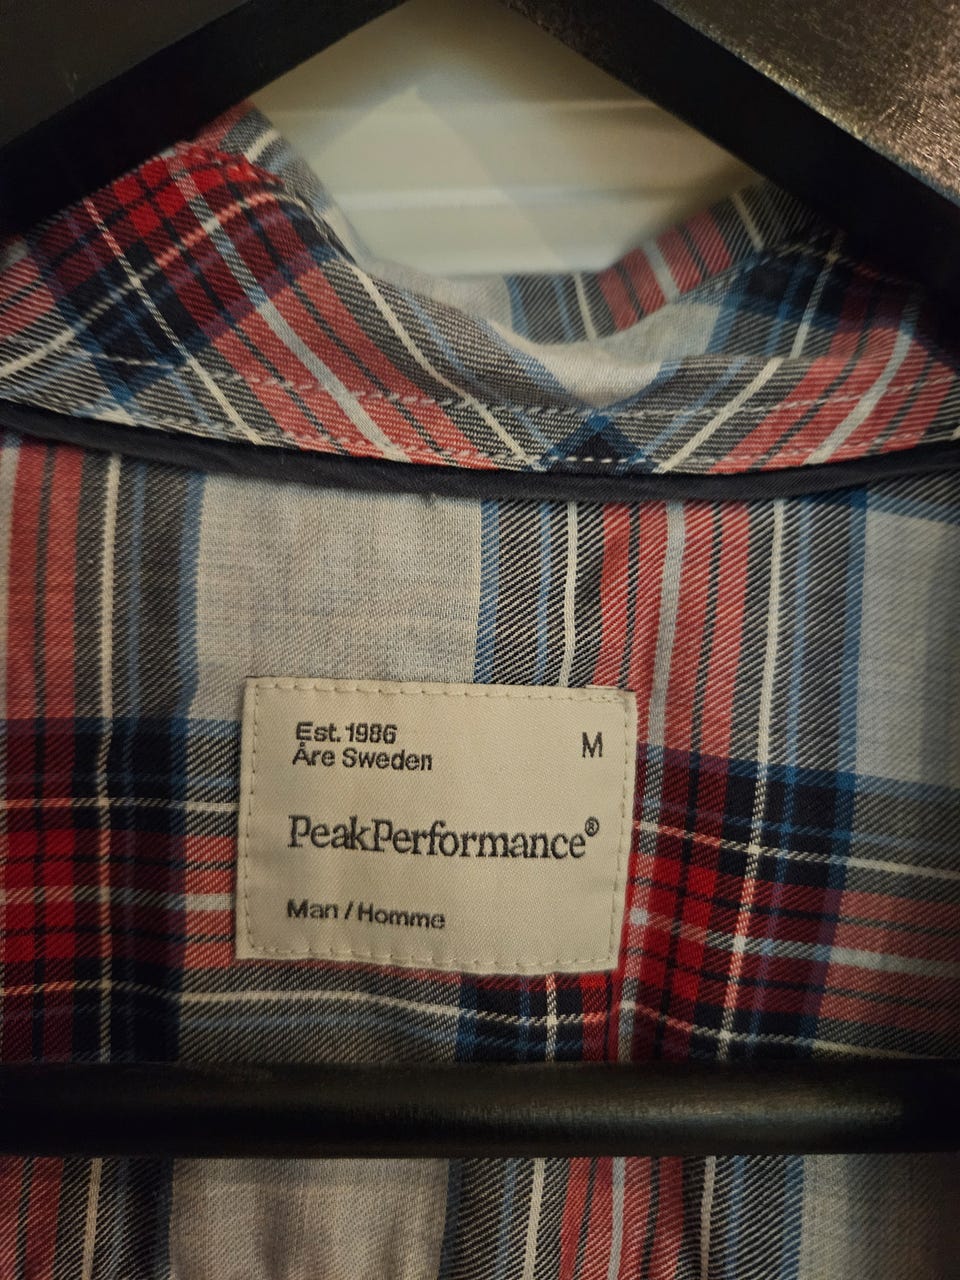 Est. 1986
Åre Sweden
M
PeakPerformance®
Man / Homme